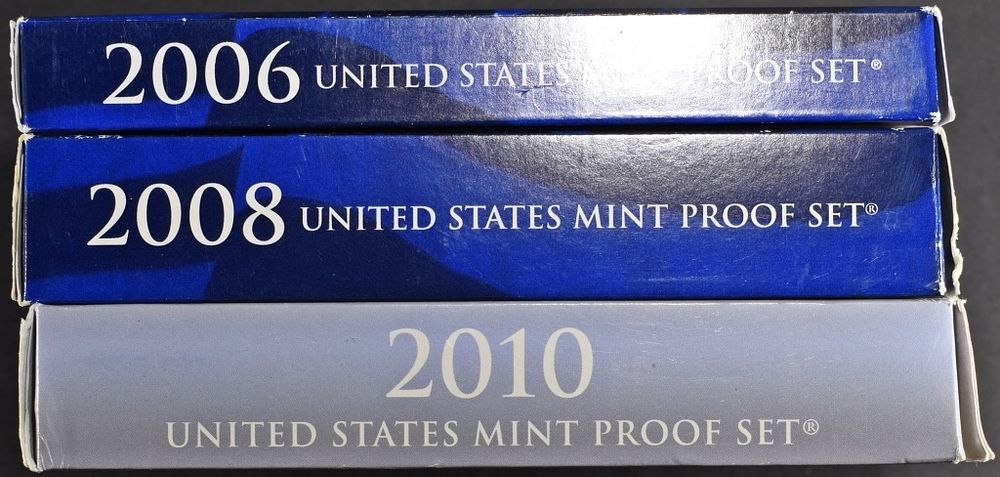 2006 UNITED STATES MINT PROOF SET®
2008 UNITED STATES MINT PROOF SET®
2010
UNITED STATES MINT PROOF SET®